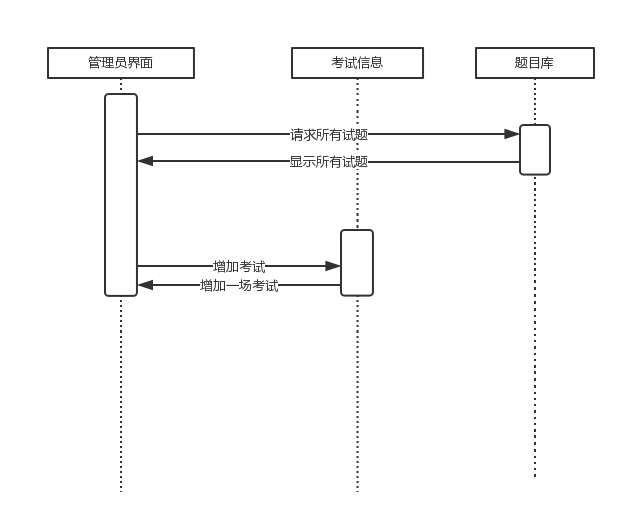 管理员界面
考试信息
题目库
请求所有试题
显示所有试题
增加考试
增加一场考试